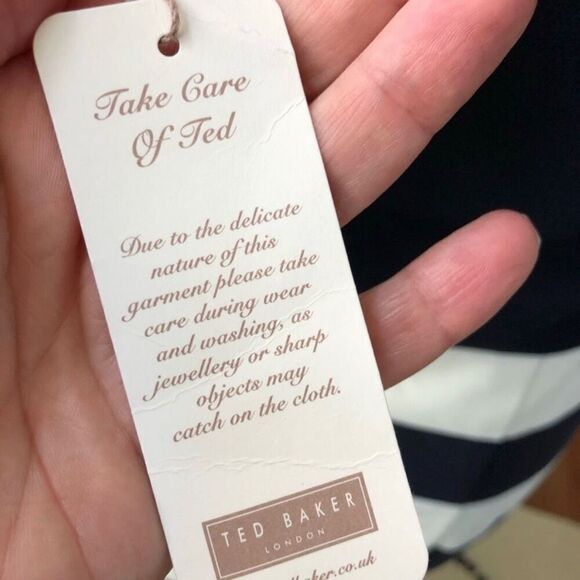 Take Care
Of Ted
Due to the delicate
nature of this
garment please take
care during wear
and washing, as
jewellery or sharp
objects may
catch on the cloth.
TED BAKER
LONDON